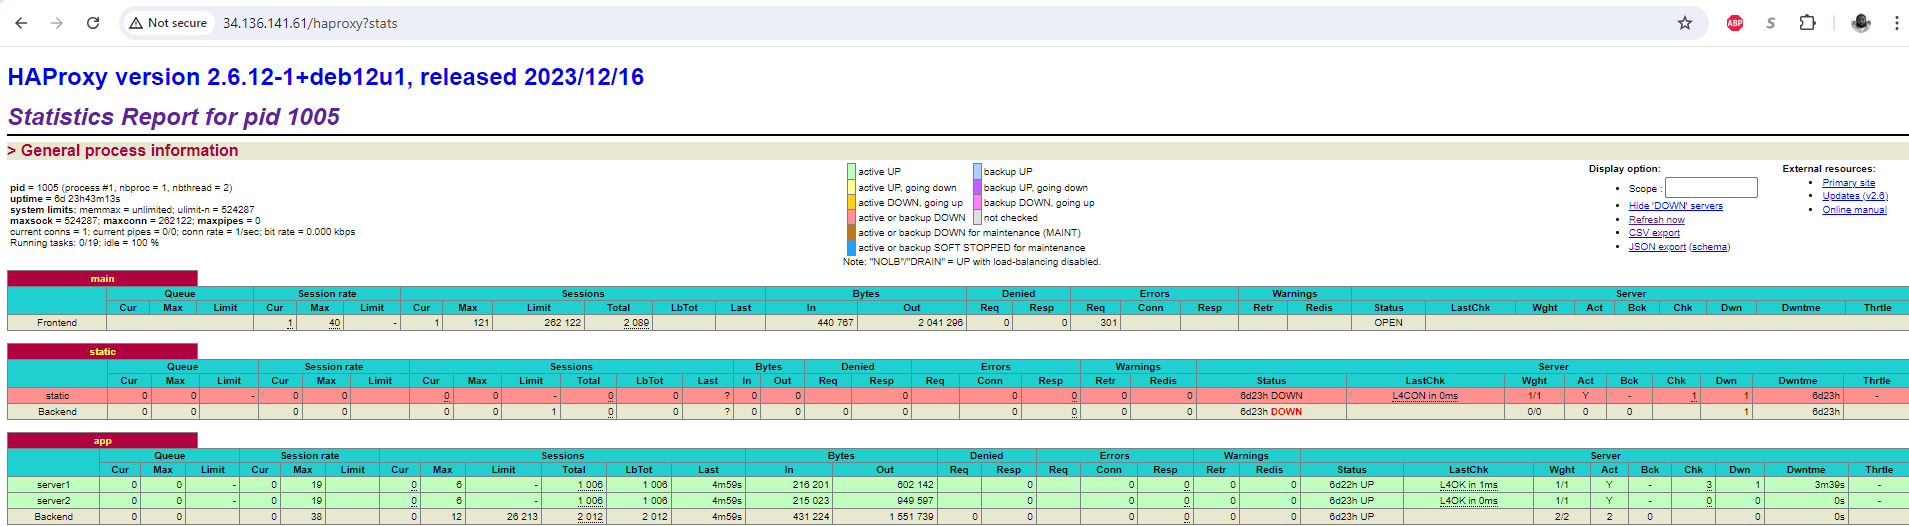 Not secure 34.136.141.61/haproxy?stats
ABP S
HAProxy version 2.6.12-1+deb12u1, released 2023/12/16
Statistics Report for pid 1005
> General process information
pid = 1005 (process #1, nbproc = 1, nbthread = 2)
uptime = 6d 23h43m13s
system limits: memmax = unlimited; ulimit-n = 524287
maxsock = 524287; maxconn = 262122; maxpipes = 0
current conns = 1; current pipes = 0/0; conn rate = 1/sec; bit rate = 0.000 kbps
Running tasks: 0/19; idle = 100 %
active UP backup UP
active UP, going down backup UP, going down
active DOWN, going up backup DOWN, going up
active or backup DOWN not checked
active or backup DOWN for maintenance (MAINT)
active or backup SOFT STOPPED for maintenance
Note: "NOLB"/"DRAIN" = UP with load-balancing disabled.
Display option:
• Scope :
• Hide 'DOWN' servers
• Refresh now
• CSV export
• JSON export (schema)
External resources:
• Primary site
• Updates (v2.6)
• Online manual
main
Queue Session rate Sessions Bytes Denied Errors Warnings Server
Cur Max Limit Cur Max Limit Cur Max Limit Total LbTot Last In Out Req Resp Req Conn Resp Retr Redis Status LastChk Wght Act Bck Chk Dwn Dwntme Thrtle
Frontend 1 40 - 1 121 262 122 2 089 440 767 2 041 296 0 0 301 OPEN
static
Queue Session rate Sessions Bytes Denied Errors Warnings Server
Cur Max Limit Cur Max Limit Cur Max Limit Total LbTot Last In Out Req Resp Req Conn Resp Retr Redis Status LastChk Wght Act Bck Chk Dwn Dwntme Thrtle
static 0 0 - 0 0 0 0 - 0 0 ? 0 0 0 0 0 0 0 6d23h DOWN L4CON in 0ms 1/1 Y - 1 1 6d23h -
Backend 0 0 0 0 0 0 1 0 0 ? 0 0 0 0 0 0 0 0 6d23h DOWN 0/0 0 0 1 6d23h
app
Queue Session rate Sessions Bytes Denied Errors Warnings Server
Cur Max Limit Cur Max Limit Cur Max Limit Total LbTot Last In Out Req Resp Req Conn Resp Retr Redis Status LastChk Wght Act Bck Chk Dwn Dwntme Thrtle
server1 0 0 - 0 19 0 6 - 1 006 1 006 4m59s 216 201 602 142 0 0 0 0 0 6d22h UP L4OK in 1ms 1/1 Y - 3 1 3m39s -
server2 0 0 - 0 19 0 6 - 1 006 1 006 4m59s 215 023 949 597 0 0 0 0 0 6d23h UP L4OK in 0ms 1/1 Y - 0 0 0s -
Backend 0 0 0 38 0 12 26 213 2 012 2 012 4m59s 431 224 1 551 739 0 0 0 0 0 0 6d23h UP 2/2 2 0 0 0s